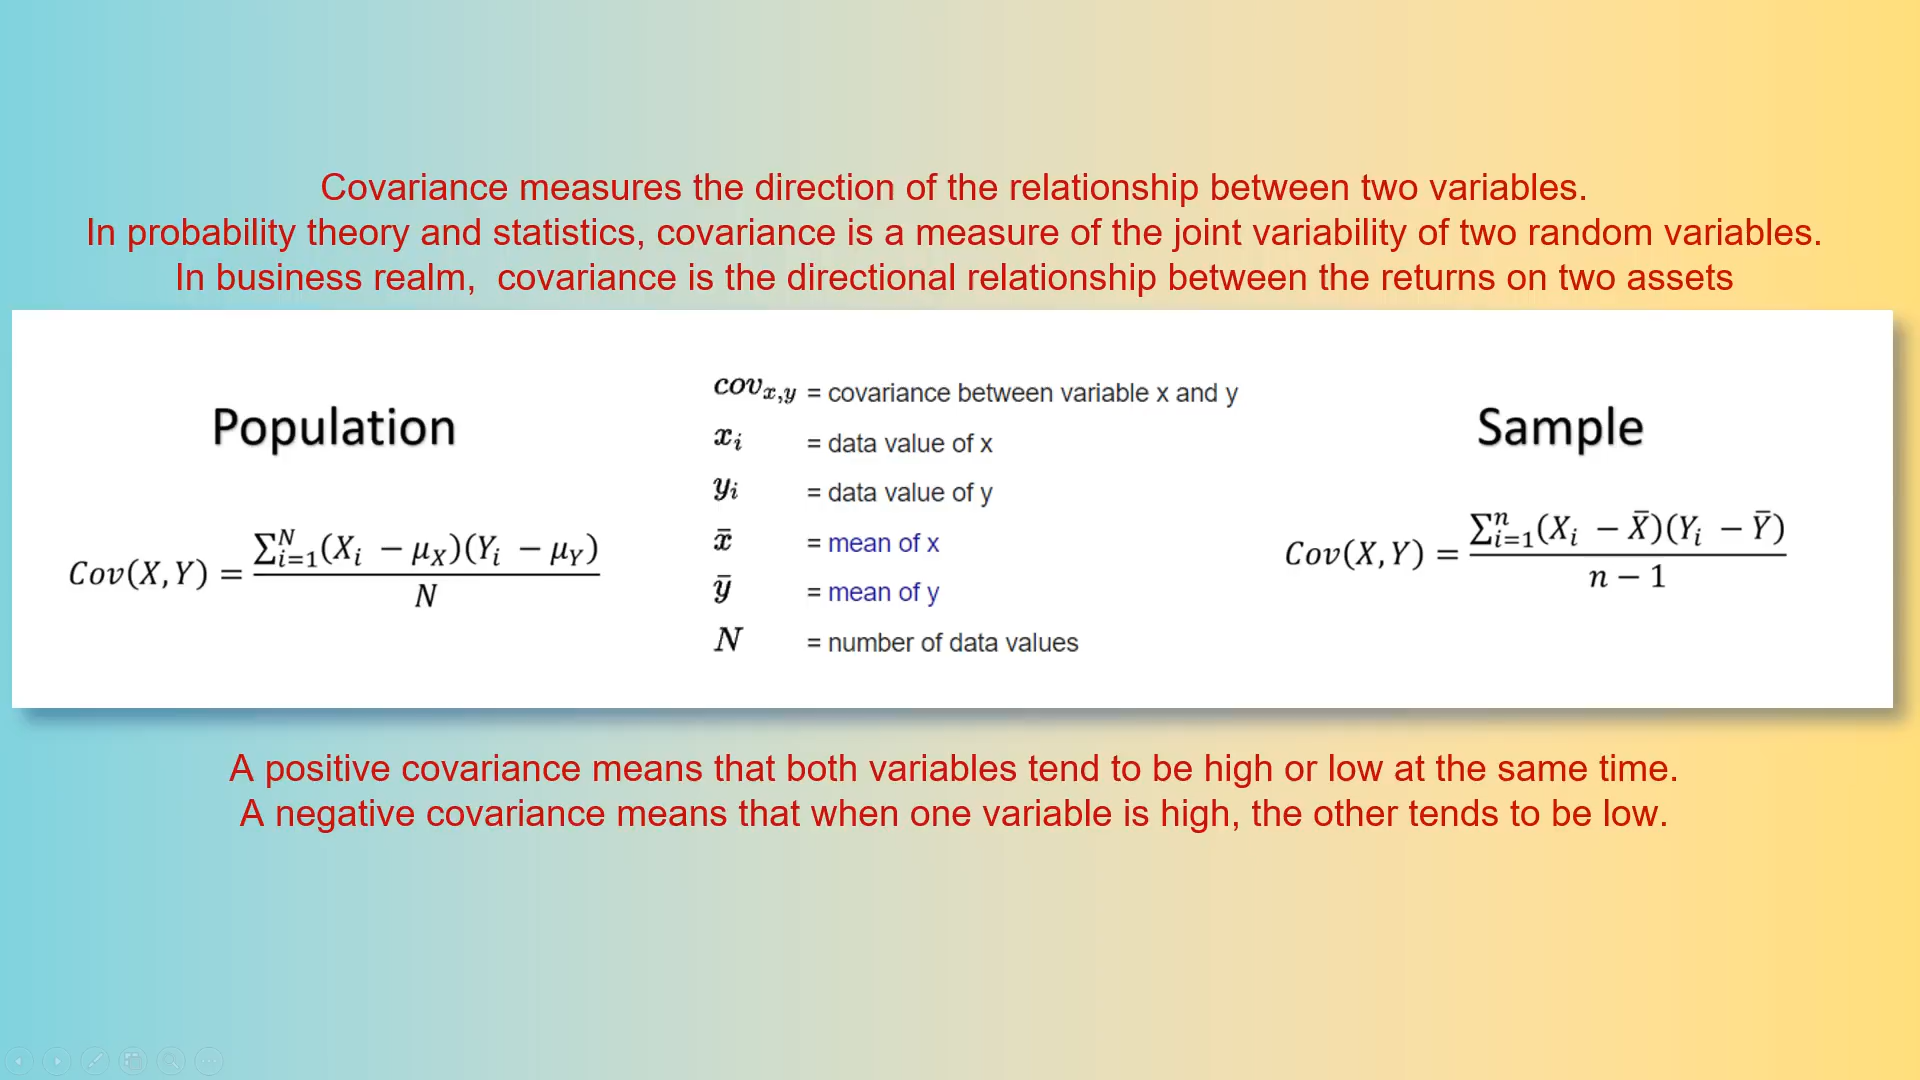 Covariance measures the direction of the relationship between two variables.
In probability theory and statistics, covariance is a measure of the joint variability of two random variables.
In business realm,  covariance is the directional relationship between the returns on two assets
Population
Cov(X,Y) = ∑_{i=1}^{N}(X_i − μ_X)(Y_i − μ_Y) / N
cov_{x,y} = covariance between variable x and y
x_i = data value of x
y_i = data value of y
x̄ = mean of x
ȳ = mean of y
N = number of data values
Sample
Cov(X,Y) = ∑_{i=1}^{n}(X_i − X̄)(Y_i − Ȳ) / n − 1
A positive covariance means that both variables tend to be high or low at the same time.
A negative covariance means that when one variable is high, the other tends to be low.